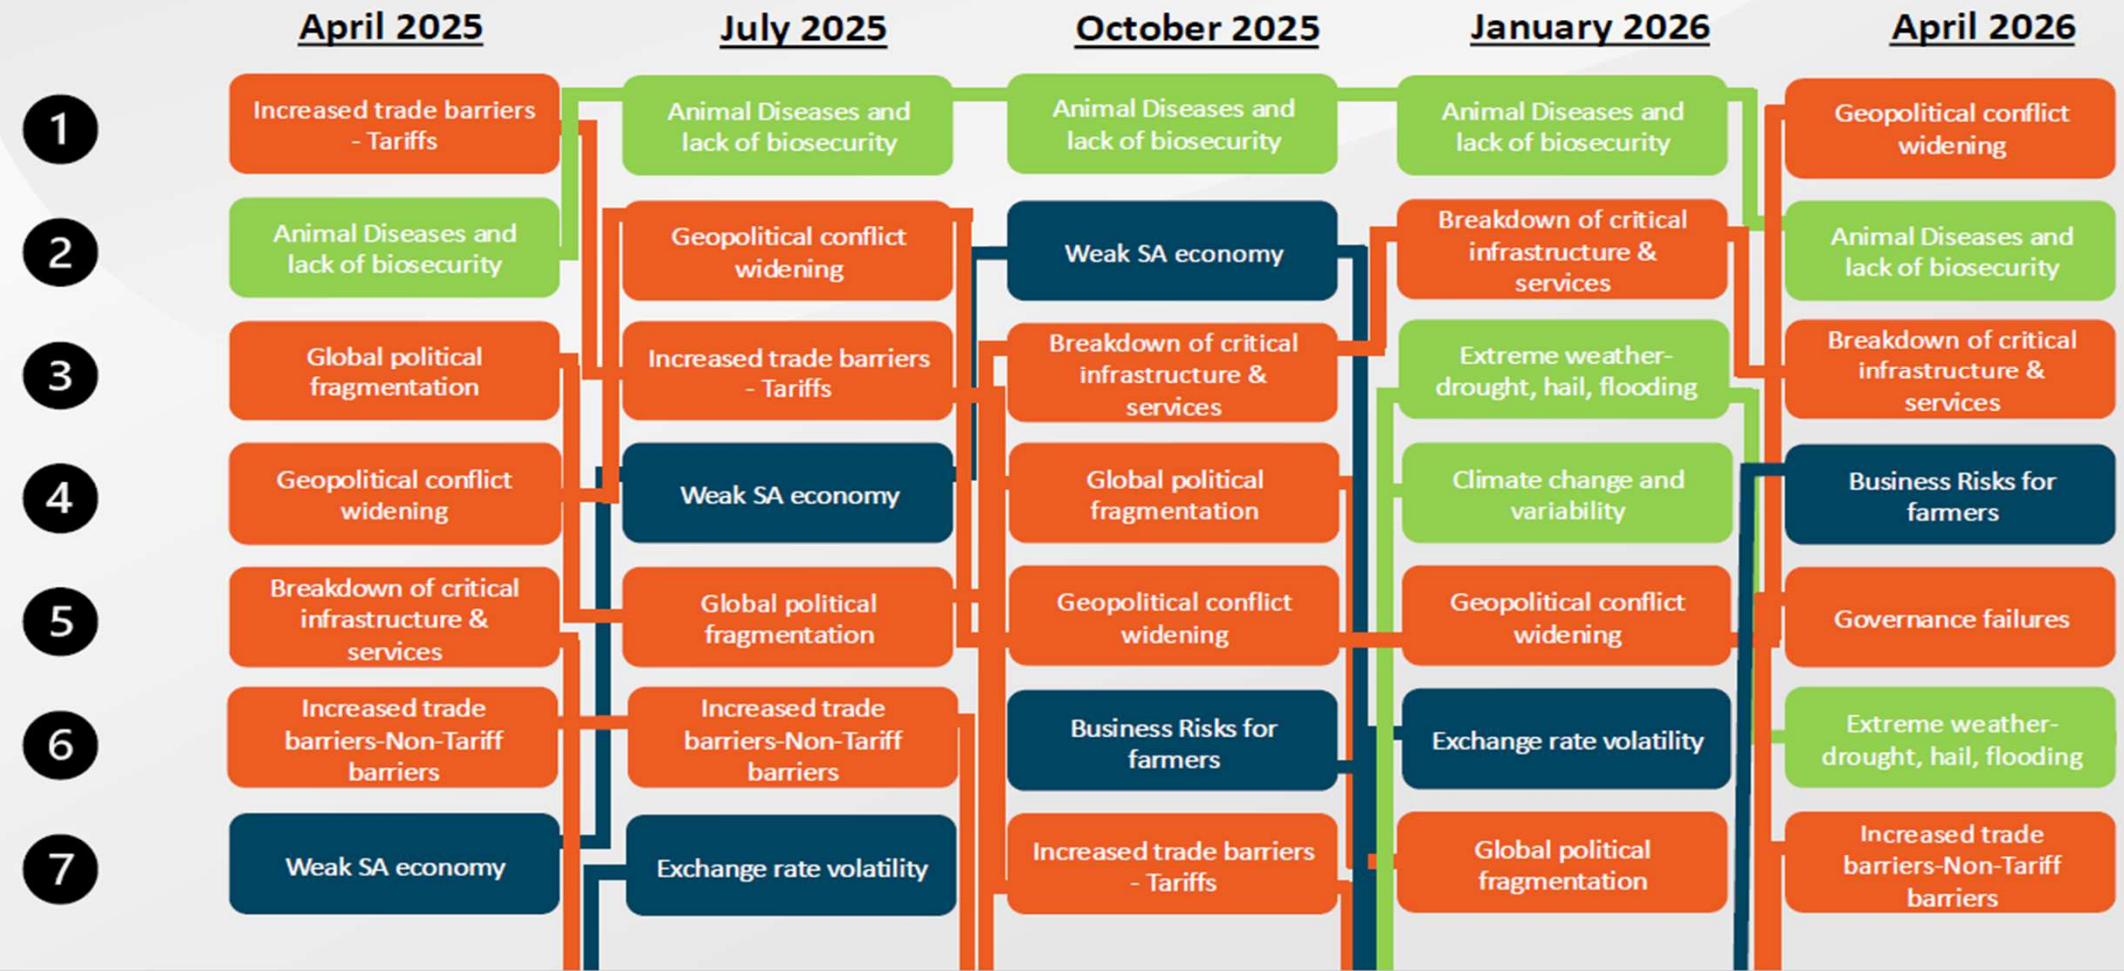 April 2025
July 2025
October 2025
January 2026
April 2026
1
Increased trade barriers
- Tariffs
Animal Diseases and
lack of biosecurity
Animal Diseases and
lack of biosecurity
Animal Diseases and
lack of biosecurity
Geopolitical conflict
widening
2
Animal Diseases and
lack of biosecurity
Geopolitical conflict
widening
Weak SA economy
Breakdown of critical
infrastructure &
services
Animal Diseases and
lack of biosecurity
3
Global political
fragmentation
Increased trade barriers
- Tariffs
Breakdown of critical
infrastructure &
services
Extreme weather-
drought, hail, flooding
Breakdown of critical
infrastructure &
services
4
Geopolitical conflict
widening
Weak SA economy
Global political
fragmentation
Climate change and
variability
Business Risks for
farmers
5
Breakdown of critical
infrastructure &
services
Global political
fragmentation
Geopolitical conflict
widening
Geopolitical conflict
widening
Governance failures
6
Increased trade
barriers-Non-Tariff
barriers
Increased trade
barriers-Non-Tariff
barriers
Business Risks for
farmers
Exchange rate volatility
Extreme weather-
drought, hail, flooding
7
Weak SA economy
Exchange rate volatility
Increased trade barriers
- Tariffs
Global political
fragmentation
Increased trade
barriers-Non-Tariff
barriers